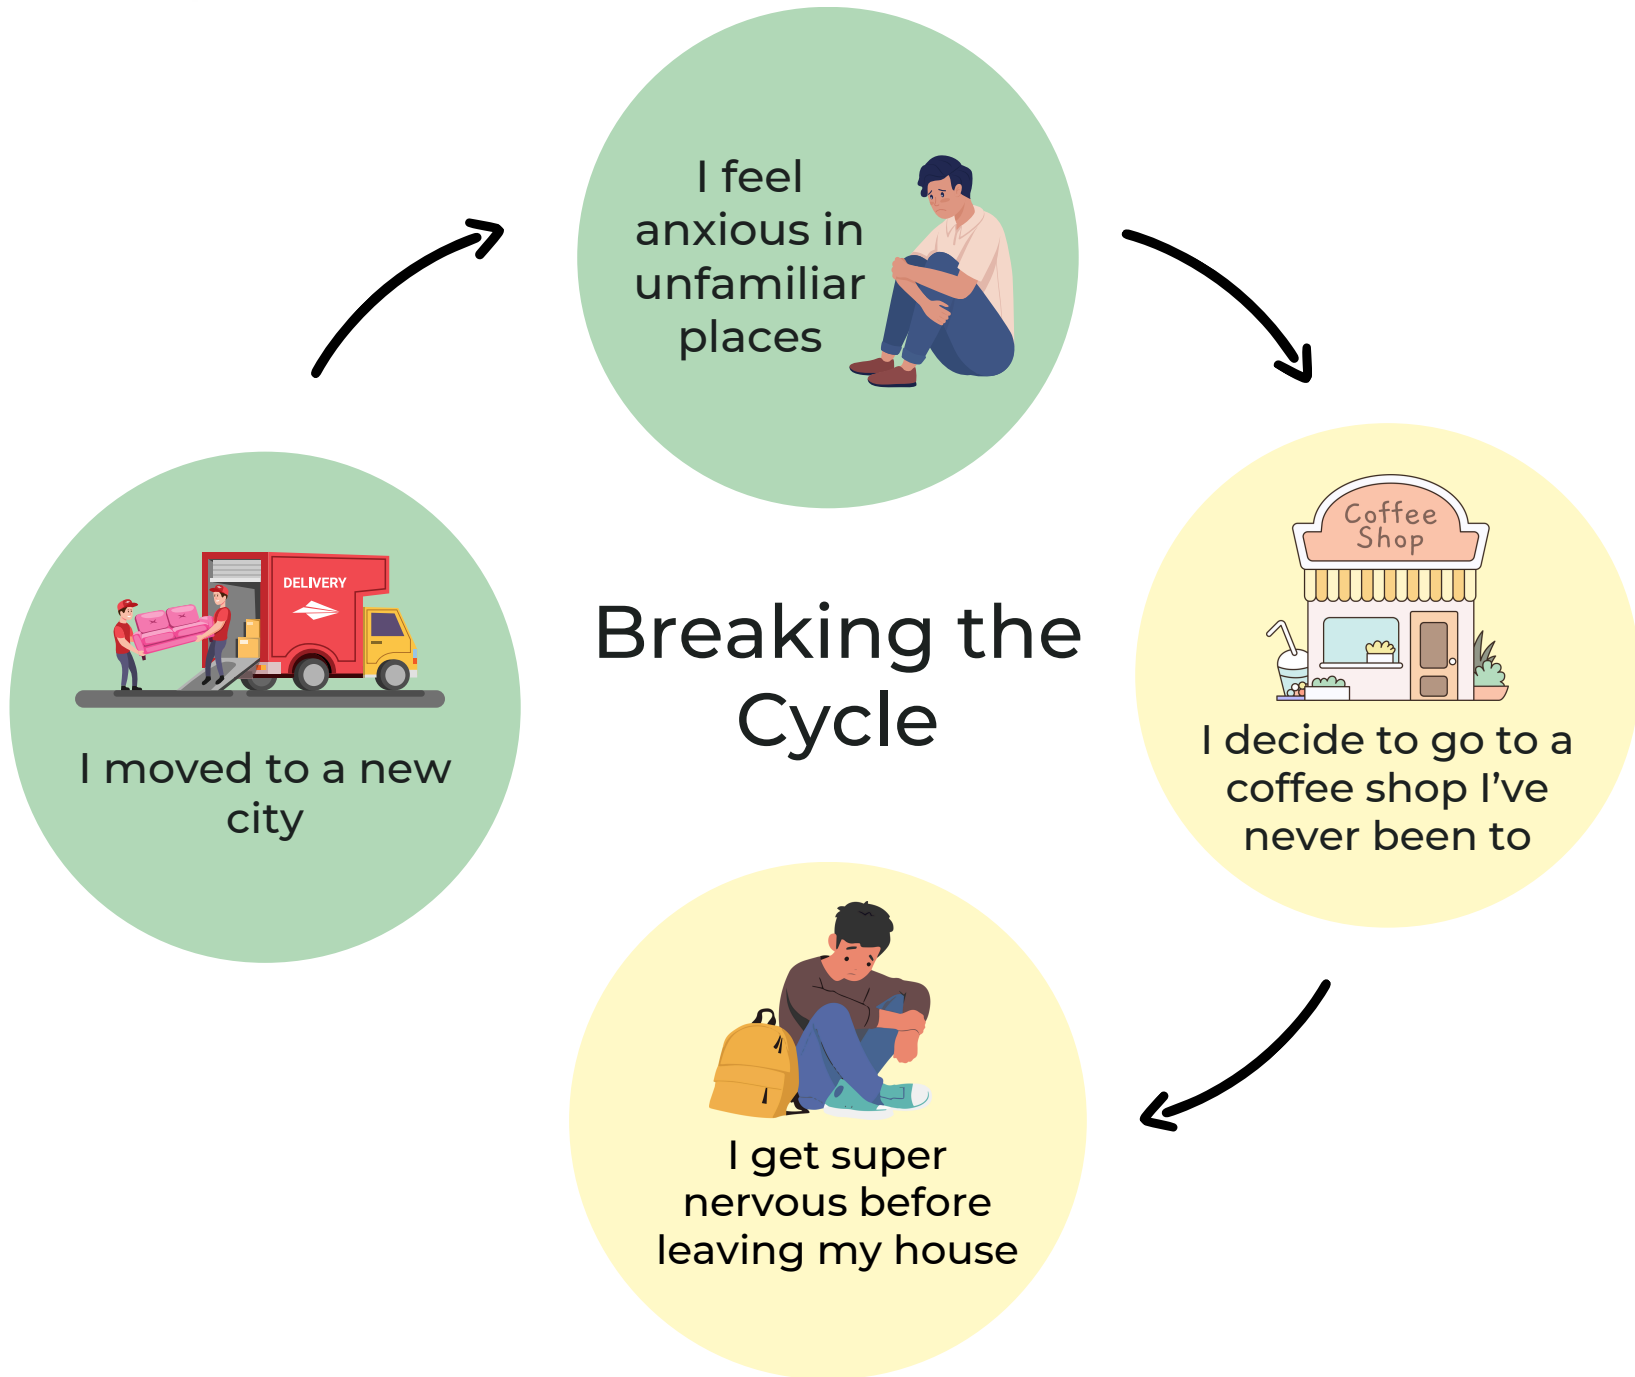 I feel
anxious in
unfamiliar
places
Coffee
Shop
I decide to go to a
coffee shop I've
never been to
I get super
nervous before
leaving my house
DELIVERY
I moved to a new
city
Breaking the
Cycle